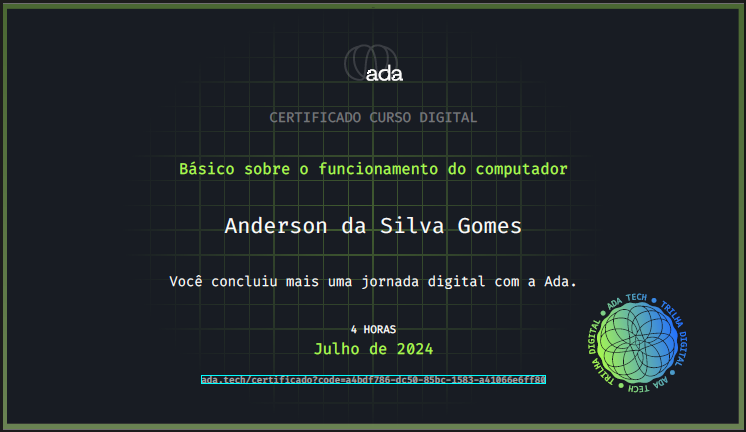 ada
CERTIFICADO CURSO DIGITAL
Básico sobre o funcionamento do computador
Anderson da Silva Gomes
Você concluiu mais uma jornada digital com a Ada.
4 HORAS
Julho de 2024
ada.tech/certificado?code=a4bdf786-dc50-85bc-1583-a41066e6ff80
ADA TECH • TRILHA DIGITAL • ADA TECH • TRILHA DIGITAL •